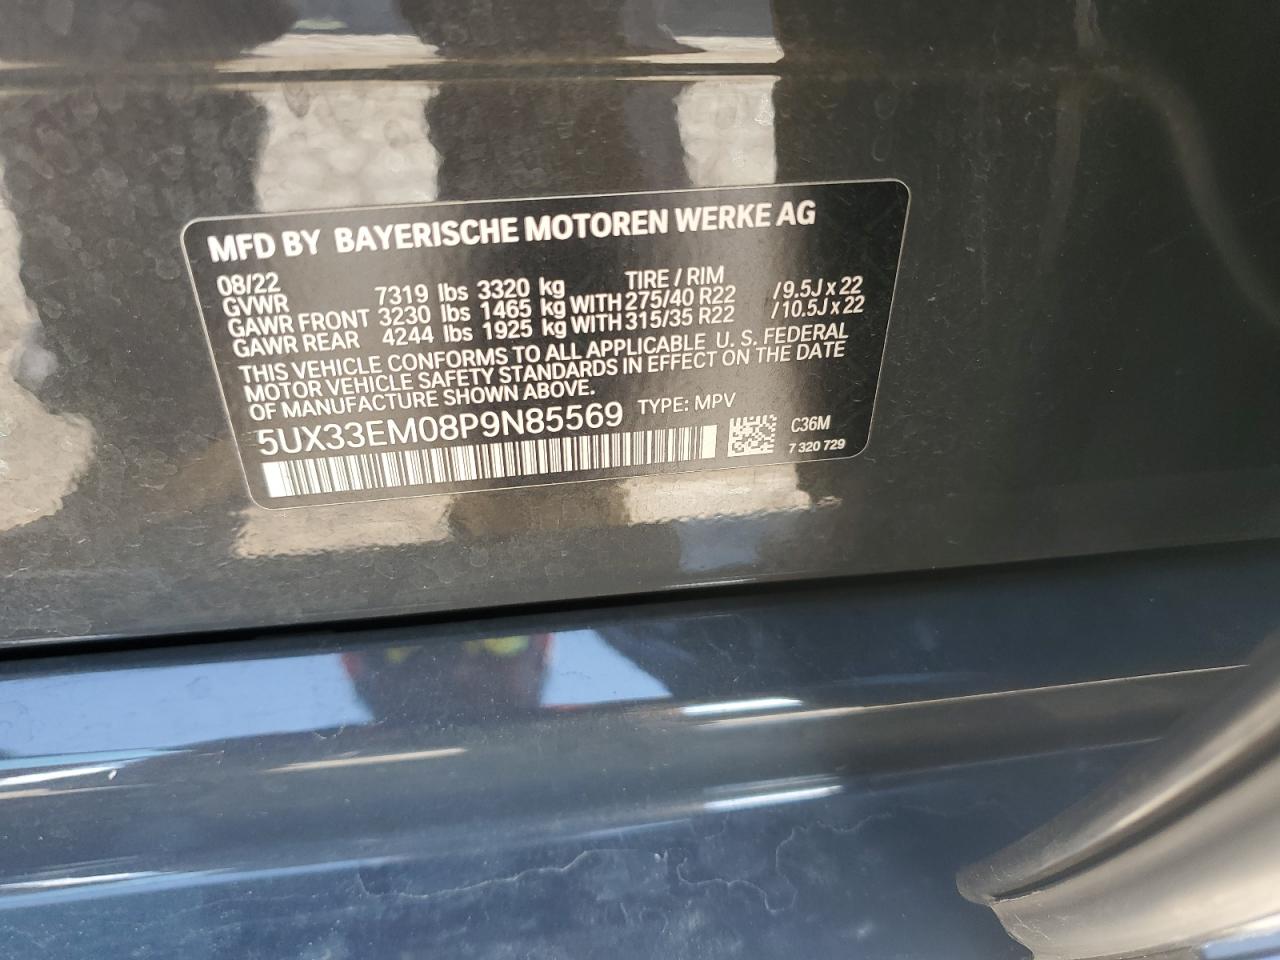 MFD BY BAYERISCHE MOTOREN WERKE AG
08/22 TIRE / RIM
GVWR 7319 lbs 3320 kg
GAWR FRONT 3230 lbs 1465 kg WITH 275/40 R22 /9.5J x 22
GAWR REAR 4244 lbs 1925 kg WITH 315/35 R22 /10.5J x 22
THIS VEHICLE CONFORMS TO ALL APPLICABLE U. S. FEDERAL
MOTOR VEHICLE SAFETY STANDARDS IN EFFECT ON THE DATE
OF MANUFACTURE SHOWN ABOVE.
5UX33EM08P9N85569 TYPE: MPV
C36M
7 320 729